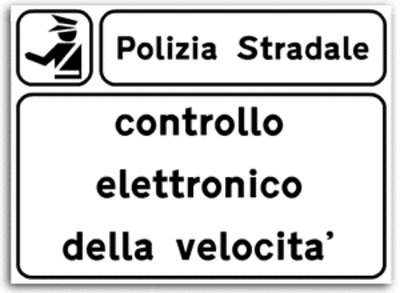 Polizia Stradale
controllo
elettronico
della velocita'